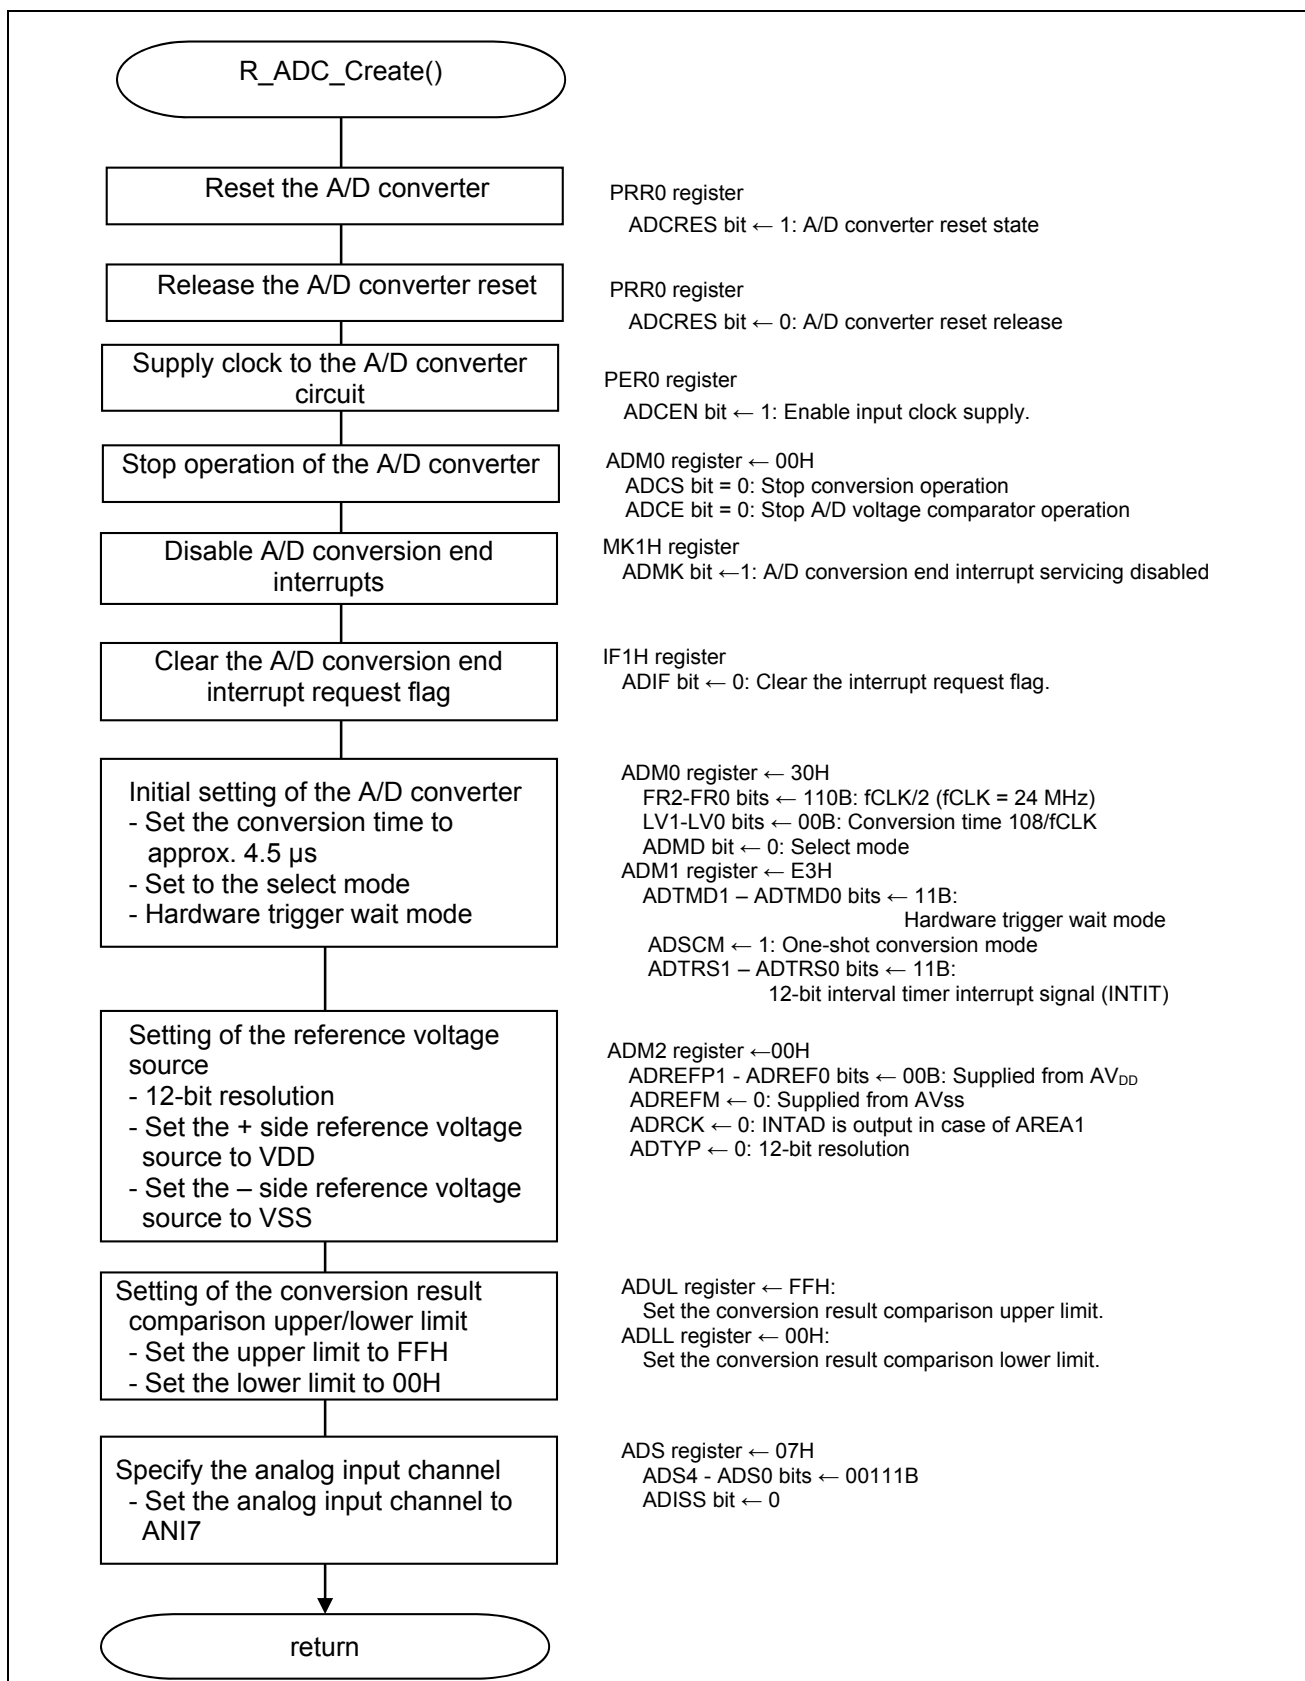 R_ADC_Create()
Reset the A/D converter
PRR0 register
ADCRES bit ← 1: A/D converter reset state
Release the A/D converter reset
PRR0 register
ADCRES bit ← 0: A/D converter reset release
Supply clock to the A/D converter
circuit
PER0 register
ADCEN bit ← 1: Enable input clock supply.
Stop operation of the A/D converter
ADM0 register ← 00H
ADCS bit = 0: Stop conversion operation
ADCE bit = 0: Stop A/D voltage comparator operation
Disable A/D conversion end
interrupts
MK1H register
ADMK bit ←1: A/D conversion end interrupt servicing disabled
Clear the A/D conversion end
interrupt request flag
IF1H register
ADIF bit ← 0: Clear the interrupt request flag.
Initial setting of the A/D converter
- Set the conversion time to
approx. 4.5 µs
- Set to the select mode
- Hardware trigger wait mode
ADM0 register ← 30H
FR2-FR0 bits ← 110B: fCLK/2 (fCLK = 24 MHz)
LV1-LV0 bits ← 00B: Conversion time 108/fCLK
ADMD bit ← 0: Select mode
ADM1 register ← E3H
ADTMD1 – ADTMD0 bits ← 11B:
Hardware trigger wait mode
ADSCM ← 1: One-shot conversion mode
ADTRS1 – ADTRS0 bits ← 11B:
12-bit interval timer interrupt signal (INTIT)
Setting of the reference voltage
source
- 12-bit resolution
- Set the + side reference voltage
source to VDD
- Set the – side reference voltage
source to VSS
ADM2 register ←00H
ADREFP1 - ADREF0 bits ← 00B: Supplied from AVDD
ADREFM ← 0: Supplied from AVss
ADRCK ← 0: INTAD is output in case of AREA1
ADTYP ← 0: 12-bit resolution
Setting of the conversion result
comparison upper/lower limit
- Set the upper limit to FFH
- Set the lower limit to 00H
ADUL register ← FFH:
Set the conversion result comparison upper limit.
ADLL register ← 00H:
Set the conversion result comparison lower limit.
Specify the analog input channel
- Set the analog input channel to
ANI7
ADS register ← 07H
ADS4 - ADS0 bits ← 00111B
ADISS bit ← 0
return